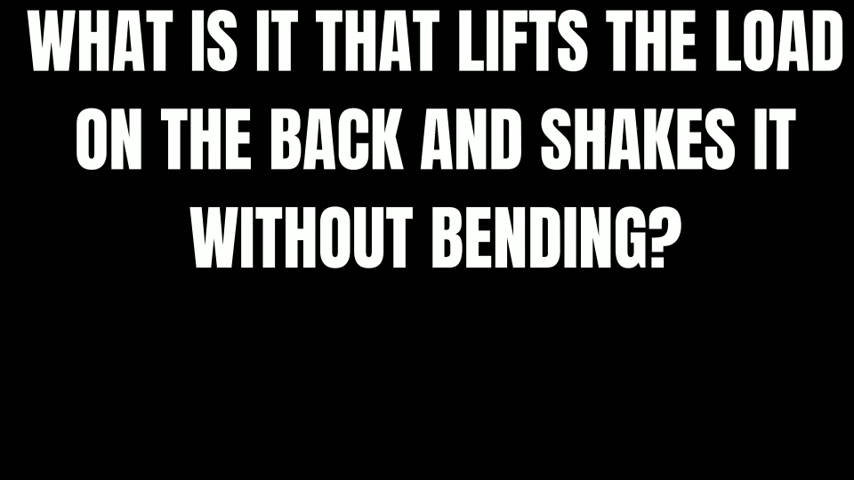 WHAT IS IT THAT LIFTS THE LOAD
ON THE BACK AND SHAKES IT
WITHOUT BENDING?